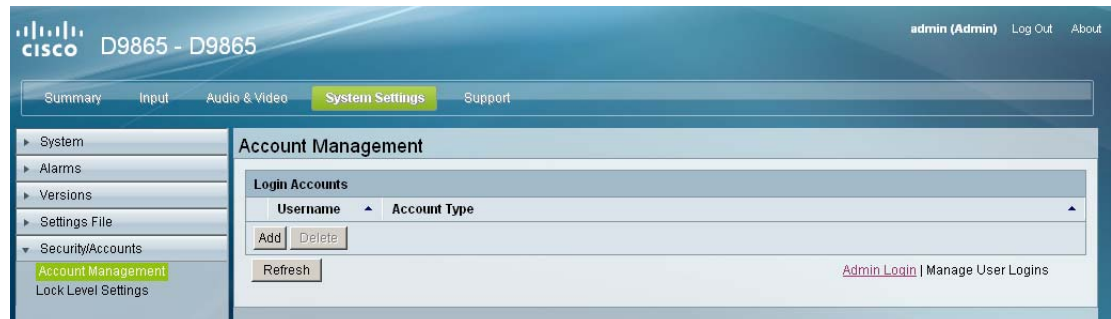 admin (Admin) Log Out About
CISCO D9865 - D9865
Summary Input Audio & Video System Settings Support
System
Alarms
Versions
Settings File
Security/Accounts
Account Management
Lock Level Settings
Account Management
Login Accounts
Username Account Type
Add Delete
Refresh
Admin Login | Manage User Logins